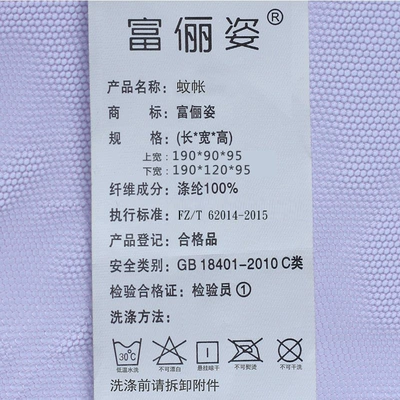 富俪姿®
产品名称：蚊帐
商 标：富俪姿
规 格：(长*宽*高)
上宽：190*90*95
下宽：190*120*95
纤维成分：涤纶100%
执行标准：FZ/T 62014-2015
产品登记：合格品
安全类别：GB 18401-2010 C类
检验合格证：检验员①
洗涤方法：
30℃
低温水洗 不可漂白 悬挂晾干 不可熨烫 不可干洗
洗涤前请拆卸附件